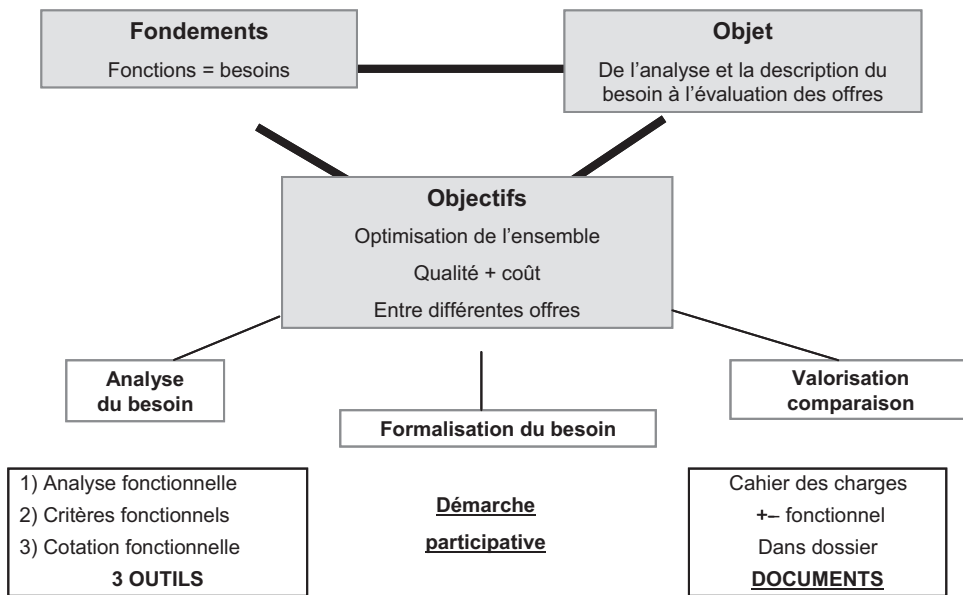 Fondements
Fonctions = besoins
Objet
De l'analyse et la description du
besoin à l'évaluation des offres
Objectifs
Optimisation de l'ensemble
Qualité + coût
Entre différentes offres
Analyse
du besoin
Formalisation du besoin
Valorisation
comparaison
1) Analyse fonctionnelle
2) Critères fonctionnels
3) Cotation fonctionnelle
3 OUTILS
Démarche
participative
Cahier des charges
+– fonctionnel
Dans dossier
DOCUMENTS